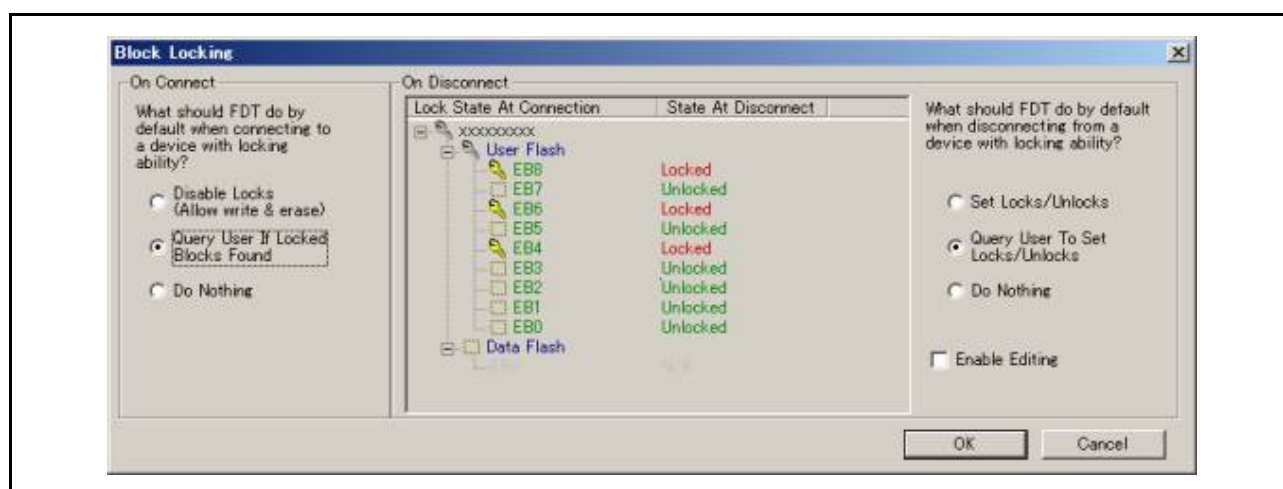 Block Locking
On Connect
What should FDT do by
default when connecting to
a device with locking
ability?
Disable Locks
(Allow write & erase)
Query User If Locked
Blocks Found
Do Nothing
On Disconnect
Lock State At Connection State At Disconnect
xxxxxxxxx
User Flash
EB8 Locked
EB7 Unlocked
EB6 Locked
EB5 Unlocked
EB4 Locked
EB3 Unlocked
EB2 Unlocked
EB1 Unlocked
EB0 Unlocked
Data Flash
What should FDT do by default
when disconnecting from a
device with locking ability?
Set Locks/Unlocks
Query User To Set
Locks/Unlocks
Do Nothing
Enable Editing
OK Cancel